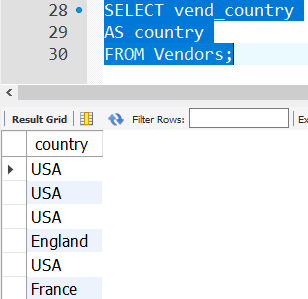 28 SELECT vend_country
29 AS country
30 FROM Vendors;
Result Grid Filter Rows: Ex
country
USA
USA
USA
England
USA
France